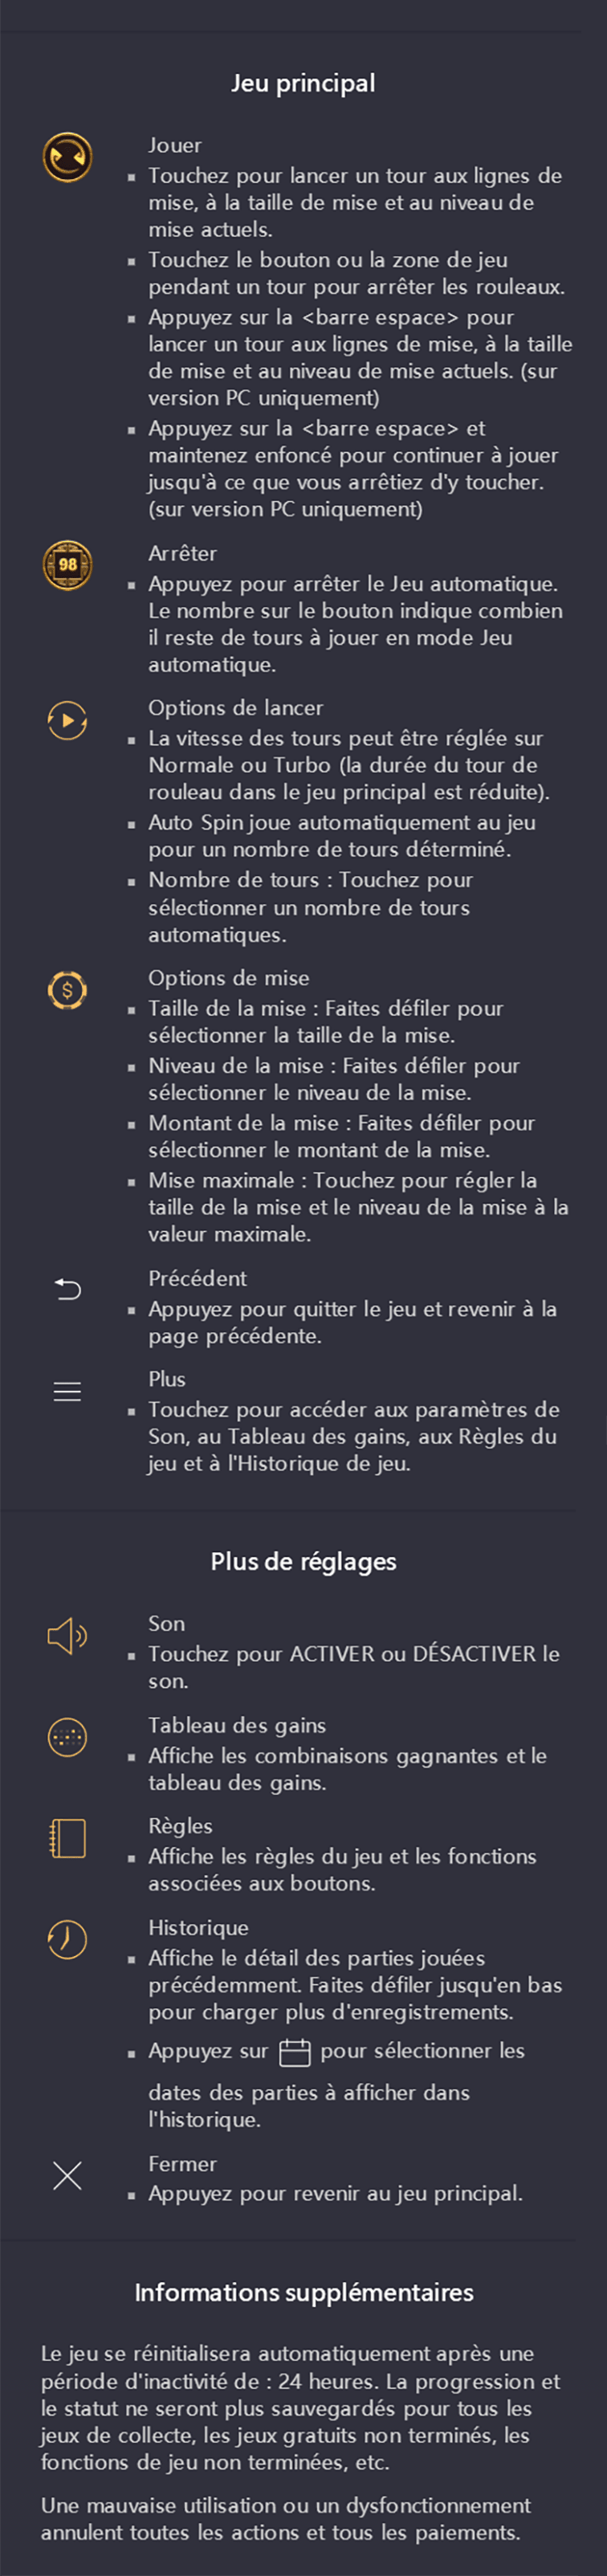 Jeu principal
Jouer
▪ Touchez pour lancer un tour aux lignes de
mise, à la taille de mise et au niveau de
mise actuels.
▪ Touchez le bouton ou la zone de jeu
pendant un tour pour arrêter les rouleaux.
▪ Appuyez sur la <barre espace> pour
lancer un tour aux lignes de mise, à la taille
de mise et au niveau de mise actuels. (sur
version PC uniquement)
▪ Appuyez sur la <barre espace> et
maintenez enfoncé pour continuer à jouer
jusqu'à ce que vous arrêtiez d'y toucher.
(sur version PC uniquement)
98
Arrêter
▪ Appuyez pour arrêter le Jeu automatique.
Le nombre sur le bouton indique combien
il reste de tours à jouer en mode Jeu
automatique.
Options de lancer
▪ La vitesse des tours peut être réglée sur
Normale ou Turbo (la durée du tour de
rouleau dans le jeu principal est réduite).
▪ Auto Spin joue automatiquement au jeu
pour un nombre de tours déterminé.
▪ Nombre de tours : Touchez pour
sélectionner un nombre de tours
automatiques.
$
Options de mise
▪ Taille de la mise : Faites défiler pour
sélectionner la taille de la mise.
▪ Niveau de la mise : Faites défiler pour
sélectionner le niveau de la mise.
▪ Montant de la mise : Faites défiler pour
sélectionner le montant de la mise.
▪ Mise maximale : Touchez pour régler la
taille de la mise et le niveau de la mise à la
valeur maximale.
Précédent
▪ Appuyez pour quitter le jeu et revenir à la
page précédente.
Plus
▪ Touchez pour accéder aux paramètres de
Son, au Tableau des gains, aux Règles du
jeu et à l'Historique de jeu.
Plus de réglages
Son
▪ Touchez pour ACTIVER ou DÉSACTIVER le
son.
Tableau des gains
▪ Affiche les combinaisons gagnantes et le
tableau des gains.
Règles
▪ Affiche les règles du jeu et les fonctions
associées aux boutons.
Historique
▪ Affiche le détail des parties jouées
précédemment. Faites défiler jusqu'en bas
pour charger plus d'enregistrements.
▪ Appuyez sur pour sélectionner les
dates des parties à afficher dans
l'historique.
Fermer
▪ Appuyez pour revenir au jeu principal.
Informations supplémentaires
Le jeu se réinitialisera automatiquement après une
période d'inactivité de : 24 heures. La progression et
le statut ne seront plus sauvegardés pour tous les
jeux de collecte, les jeux gratuits non terminés, les
fonctions de jeu non terminées, etc.
Une mauvaise utilisation ou un dysfonctionnement
annulent toutes les actions et tous les paiements.